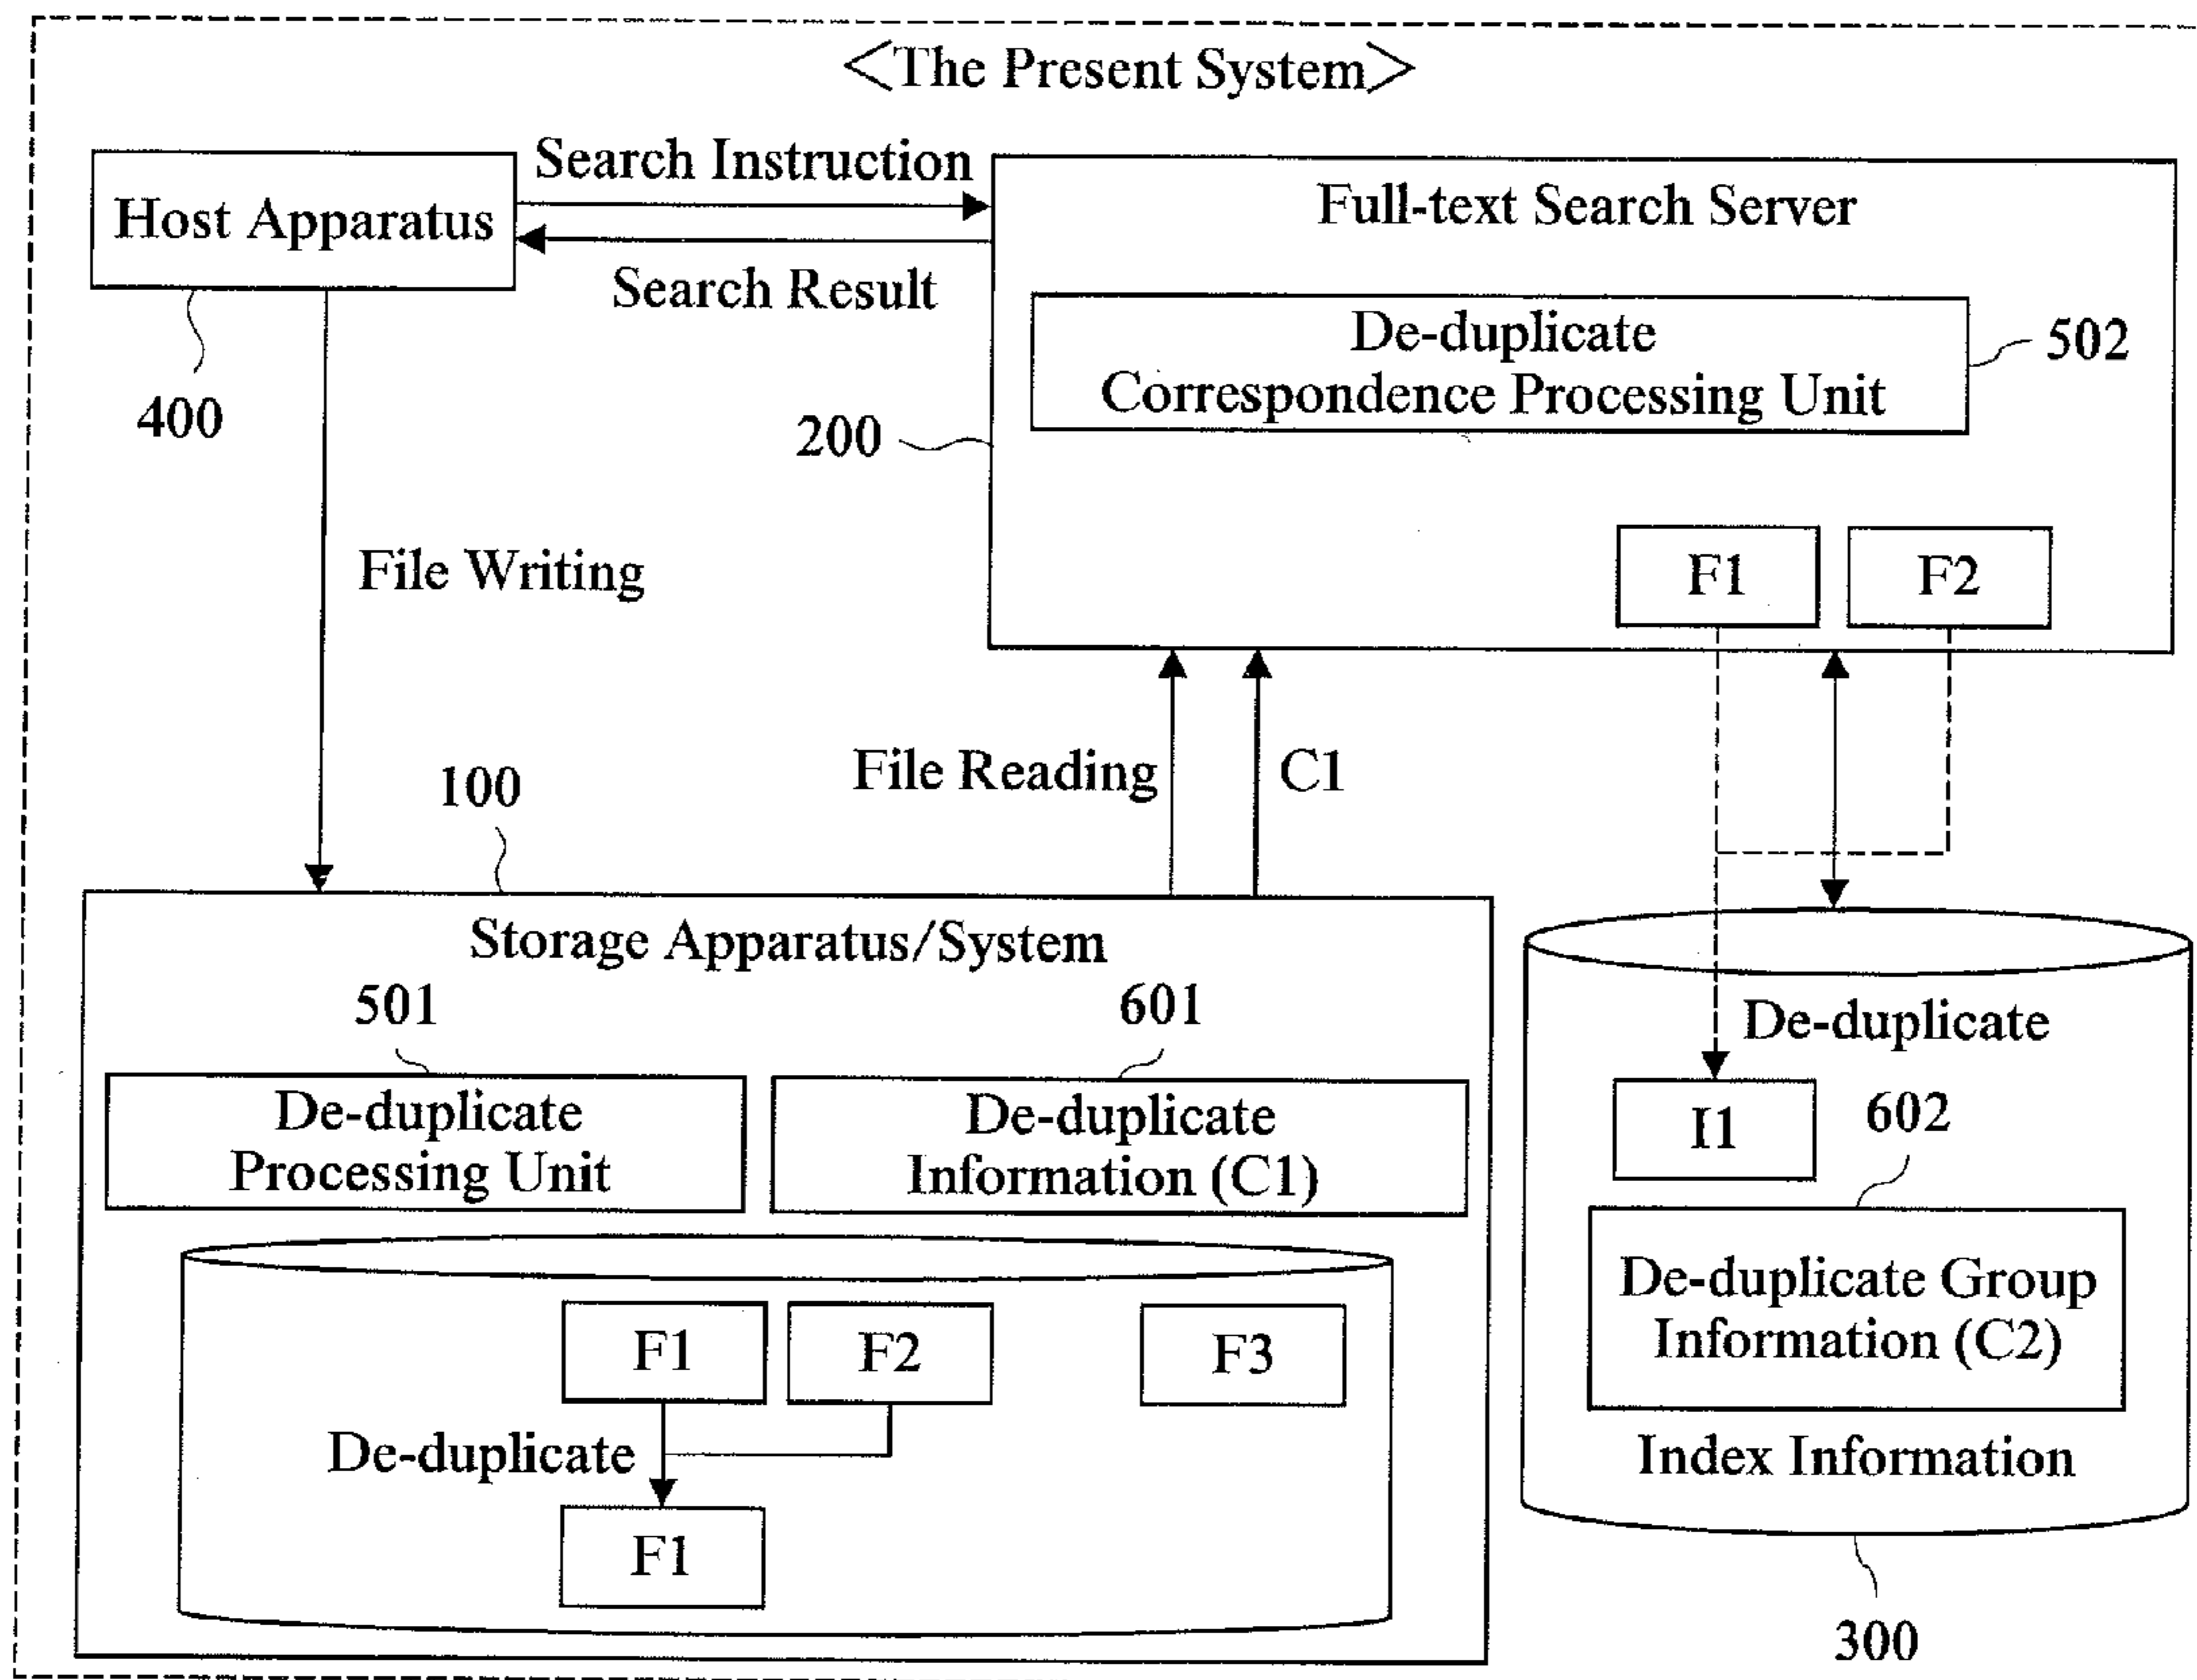 <The Present System>
Host Apparatus
400
Search Instruction
Search Result
Full-text Search Server
De-duplicate
Correspondence Processing Unit
502
200
F1
F2
File Writing
File Reading
C1
100
Storage Apparatus/System
501
De-duplicate
Processing Unit
601
De-duplicate
Information (C1)
F1
F2
F3
De-duplicate
F1
De-duplicate
I1
602
De-duplicate Group
Information (C2)
Index Information
300